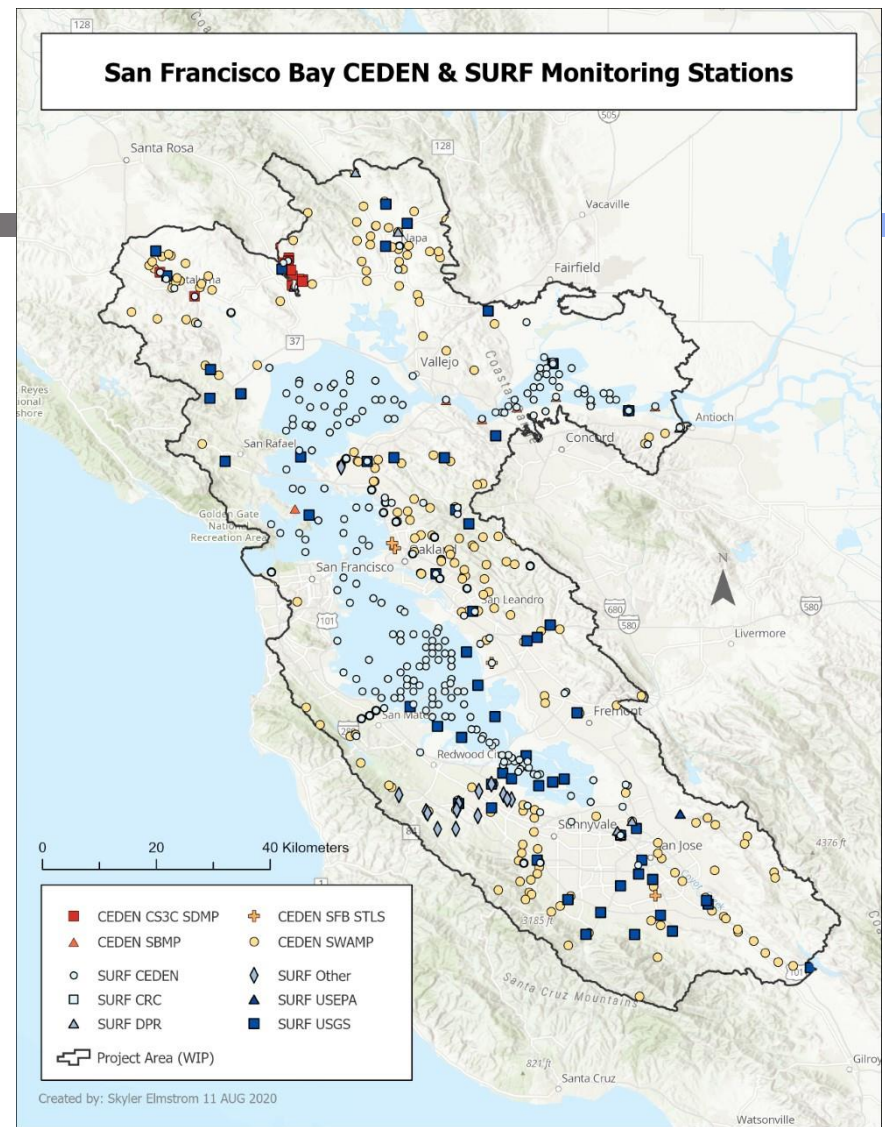 San Francisco Bay CEDEN & SURF Monitoring Stations
128
505
Santa Rosa
128
Vacaville
Napa
Fairfield
37
Vallejo
Reyes
Antioch
Concord
San Rafael
Golden Gate
National
Recreation Area
Oakland
San Francisco
N
San Leandro
101
680
580
580
Livermore
Fremont
San Mateo
Redwood City
84
Sunnyvale
San Jose
4376 ft
0 20 40 Kilometers
1
3185 ft
101
CEDEN CS3C SDMP
CEDEN SFB STLS
CEDEN SBMP
CEDEN SWAMP
SURF CEDEN
SURF Other
SURF CRC
SURF USEPA
SURF DPR
SURF USGS
Project Area (WIP)
Santa Cruz Mountains
821 ft
Gilroy
Santa Cruz
Created by: Skyler Elmstrom 11 AUG 2020
Watsonville